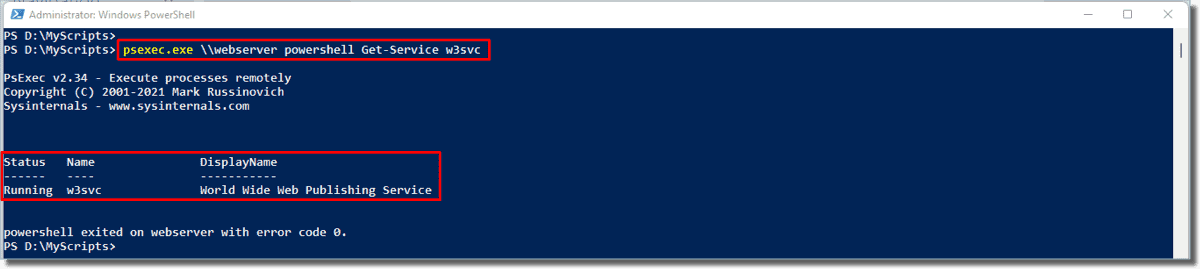 Administrator: Windows PowerShell
PS D:\MyScripts>
PS D:\MyScripts> psexec.exe \\webserver powershell Get-Service w3svc
PsExec v2.34 - Execute processes remotely
Copyright (C) 2001-2021 Mark Russinovich
Sysinternals - www.sysinternals.com
Status   Name               DisplayName
------   ----               -----------
Running  w3svc              World Wide Web Publishing Service
powershell exited on webserver with error code 0.
PS D:\MyScripts>